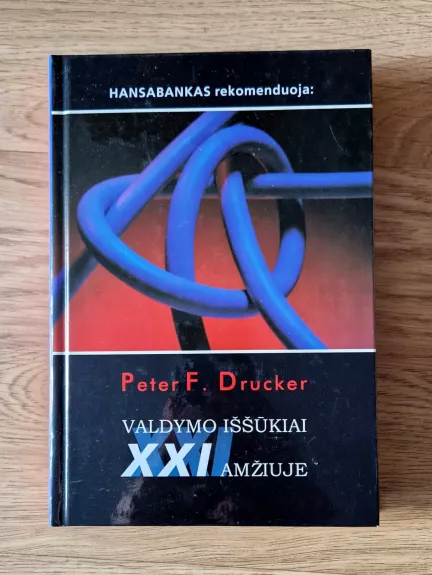 HANSABANKAS rekomenduoja:
Peter F. Drucker
VALDYMO IŠŠŪKIAI
XXI AMŽIUJE